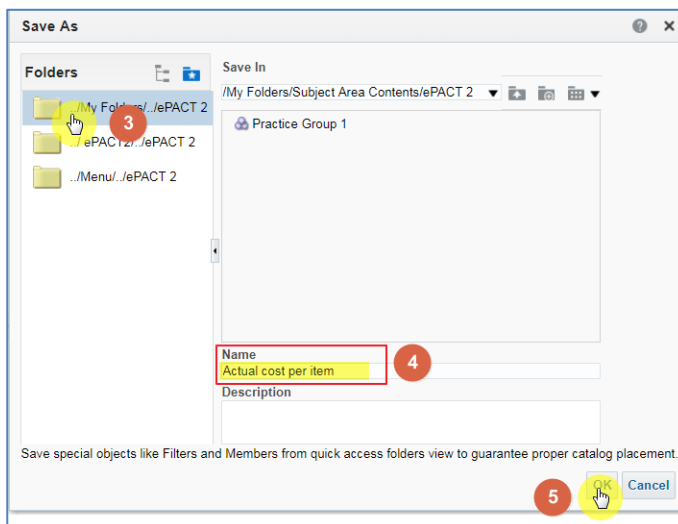 Save As
Folders
../My Folders/../ePACT 2
3
../ ePACT2/../ePACT 2
../Menu/../ePACT 2
Save In
/My Folders/Subject Area Contents/ePACT 2
Practice Group 1
Name
Actual cost per item
4
Description
Save special objects like Filters and Members from quick access folders view to guarantee proper catalog placement.
5
OK
Cancel